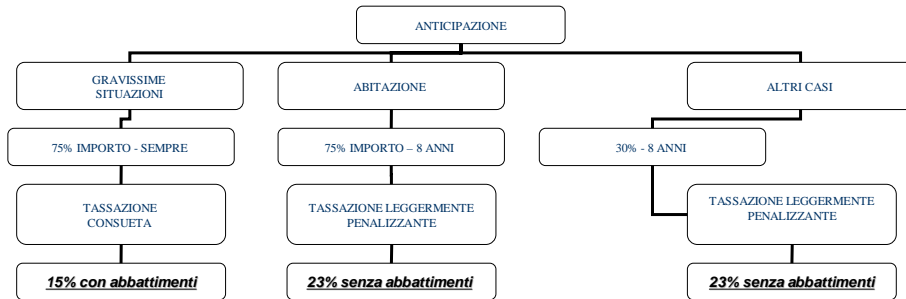 ANTICIPAZIONE
GRAVISSIME
SITUAZIONI
ABITAZIONE
ALTRI CASI
75% IMPORTO - SEMPRE
75% IMPORTO – 8 ANNI
30% - 8 ANNI
TASSAZIONE
CONSUETA
TASSAZIONE LEGGERMENTE
PENALIZZANTE
TASSAZIONE LEGGERMENTE
PENALIZZANTE
15% con abbattimenti
23% senza abbattimenti
23% senza abbattimenti